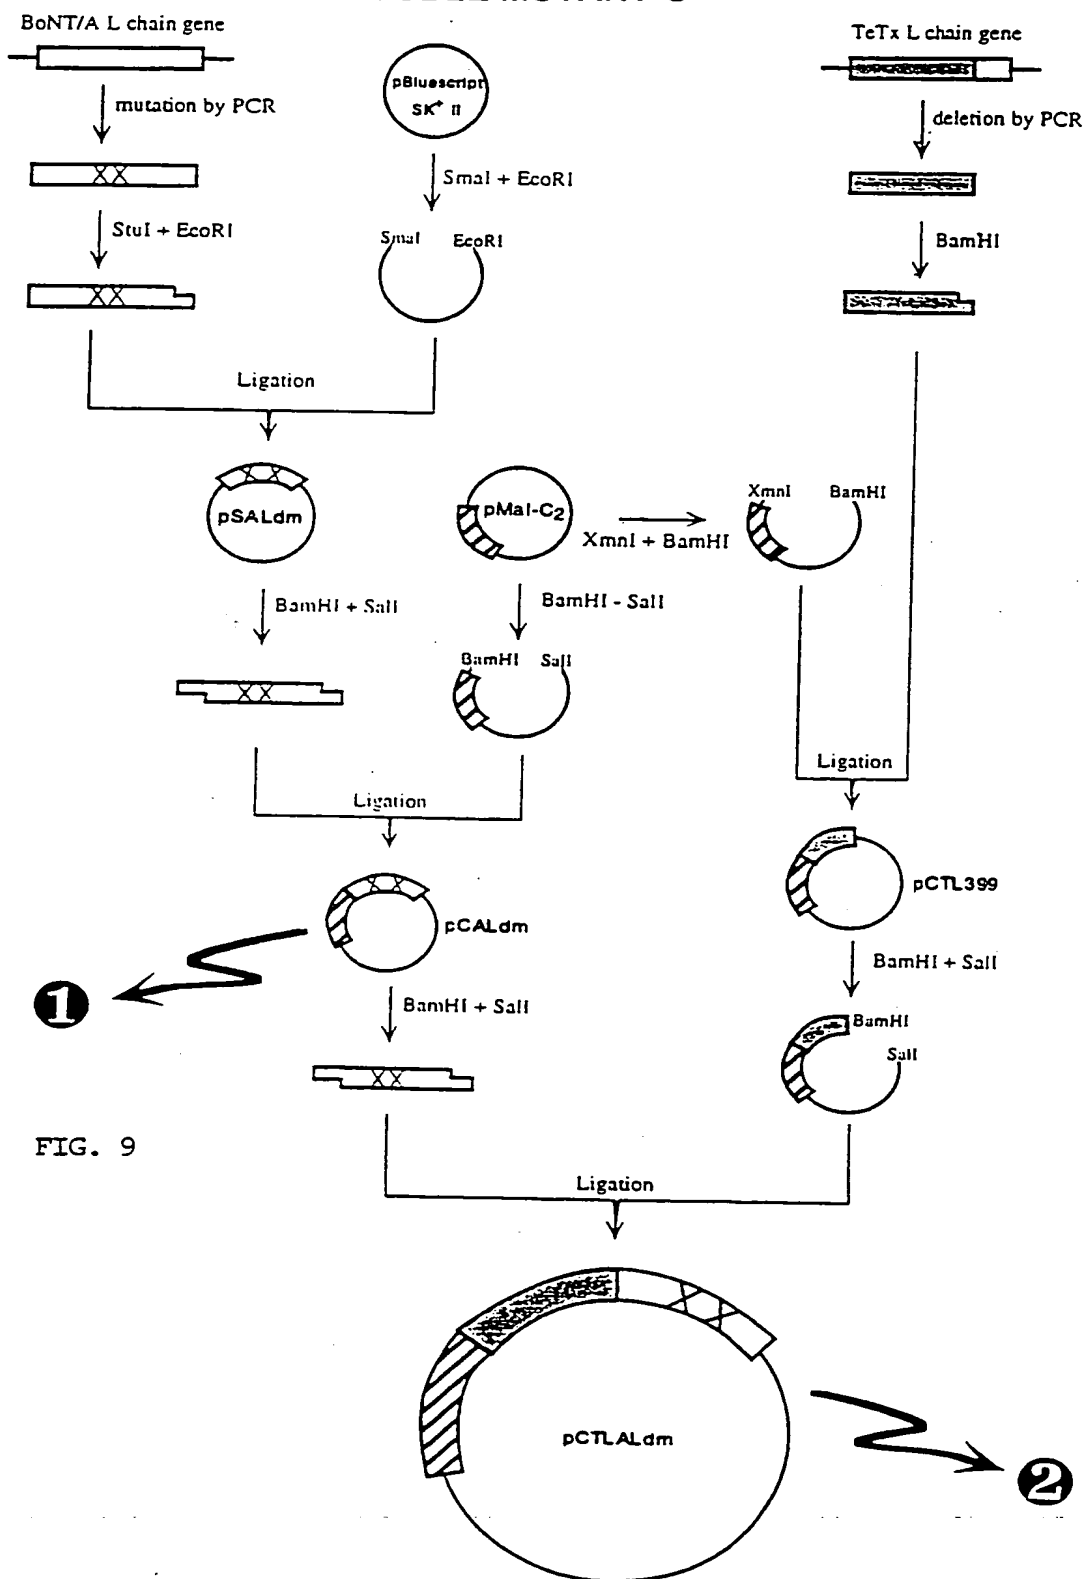 BoNT/A L chain gene
TeTx L chain gene
pBluescript
SK+ II
mutation by PCR
deletion by PCR
SmaI + EcoRI
StuI + EcoRI
SmaI EcoRI
BamHI
Ligation
XmnI BamHI
pSALdm
pMal-C2
XmnI + BamHI
BamHI + SalI
BamHI - SalI
BamHI SalI
Ligation
Ligation
pCTL399
pCALdm
BamHI + SalI
1
BamHI + SalI
BamHI
SalI
FIG. 9
Ligation
pCTLALdm
2